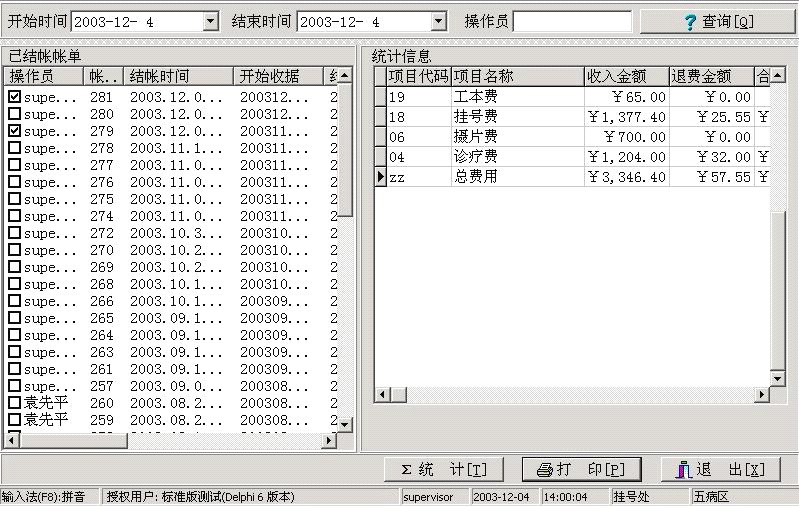 开始时间 2003-12- 4 结束时间 2003-12- 4 操作员 ? 查询[Q]
已结帐帐单
操作员 帐.. 结帐时间 开始收据
supe... 281 2003.12.0... 200312... 2
supe... 280 2003.12.0... 200312... 2
supe... 279 2003.12.0... 200311... 2
supe... 278 2003.11.1... 200311... 2
supe... 277 2003.11.0... 200311... 2
supe... 276 2003.11.0... 200311... 2
supe... 275 2003.11.0... 200311... 2
supe... 274 2003.11.0... 200311... 2
supe... 272 2003.10.3... 200310... 2
supe... 270 2003.10.2... 200310... 2
supe... 269 2003.10.2... 200310... 2
supe... 268 2003.10.1... 200310... 2
supe... 266 2003.10.1... 200309... 2
supe... 265 2003.09.1... 200309... 2
supe... 264 2003.09.1... 200309... 2
supe... 263 2003.09.1... 200309... 2
supe... 261 2003.09.1... 200309... 2
supe... 257 2003.09.0... 200308... 2
袁先平 260 2003.08.2... 200308... 2
袁先平 259 2003.08.2... 200308... 2
统计信息
项目代码 项目名称 收入金额 退费金额 合
19 工本费 ￥65.00 ￥0.00
18 挂号费 ￥1,377.40 ￥25.55 ￥
06 摄片费 ￥700.00 ￥0.00
04 诊疗费 ￥1,204.00 ￥32.00 ￥
zz 总费用 ￥3,346.40 ￥57.55 ￥
Σ 统 计[T] 打 印[P] 退 出[X]
输入法(F8):拼音 授权用户: 标准版测试(Delphi 6 版本) supervisor 2003-12-04 14:00:04 挂号处 五病区